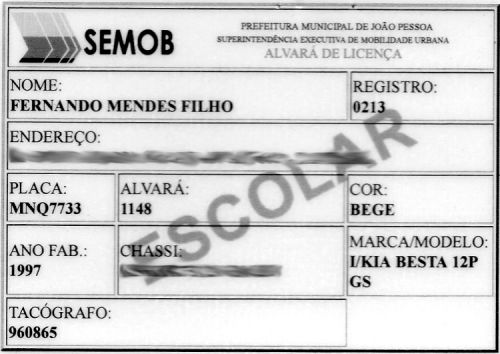 SEMOB
PREFEITURA MUNICIPAL DE JOÃO PESSOA
SUPERINTENDÊNCIA EXECUTIVA DE MOBILIDADE URBANA
ALVARÁ DE LICENÇA
NOME:
FERNANDO MENDES FILHO
REGISTRO:
0213
ENDEREÇO:
ESCOLAR
PLACA:
MNQ7733
ALVARÁ:
1148
COR:
BEGE
ANO FAB.:
1997
CHASSI:
MARCA/MODELO:
I/KIA BESTA 12P
GS
TACÓGRAFO:
960865